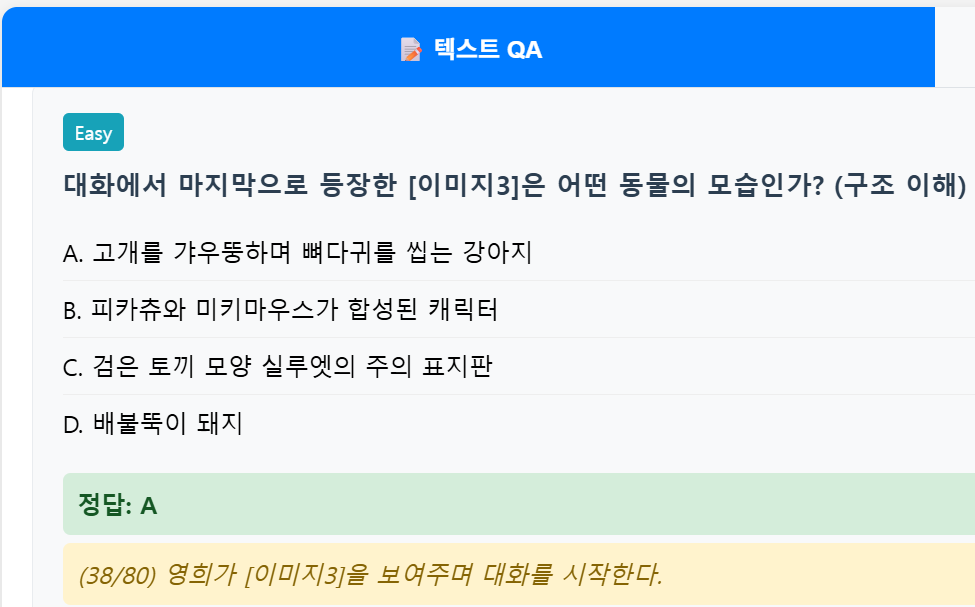 텍스트 QA
Easy
대화에서 마지막으로 등장한 [이미지3]은 어떤 동물의 모습인가? (구조 이해)
A. 고개를 갸우뚱하며 뼈다귀를 씹는 강아지
B. 피카츄와 미키마우스가 합성된 캐릭터
C. 검은 토끼 모양 실루엣의 주의 표지판
D. 배불뚝이 돼지
정답: A
(38/80) 영희가 [이미지3]을 보여주며 대화를 시작한다.